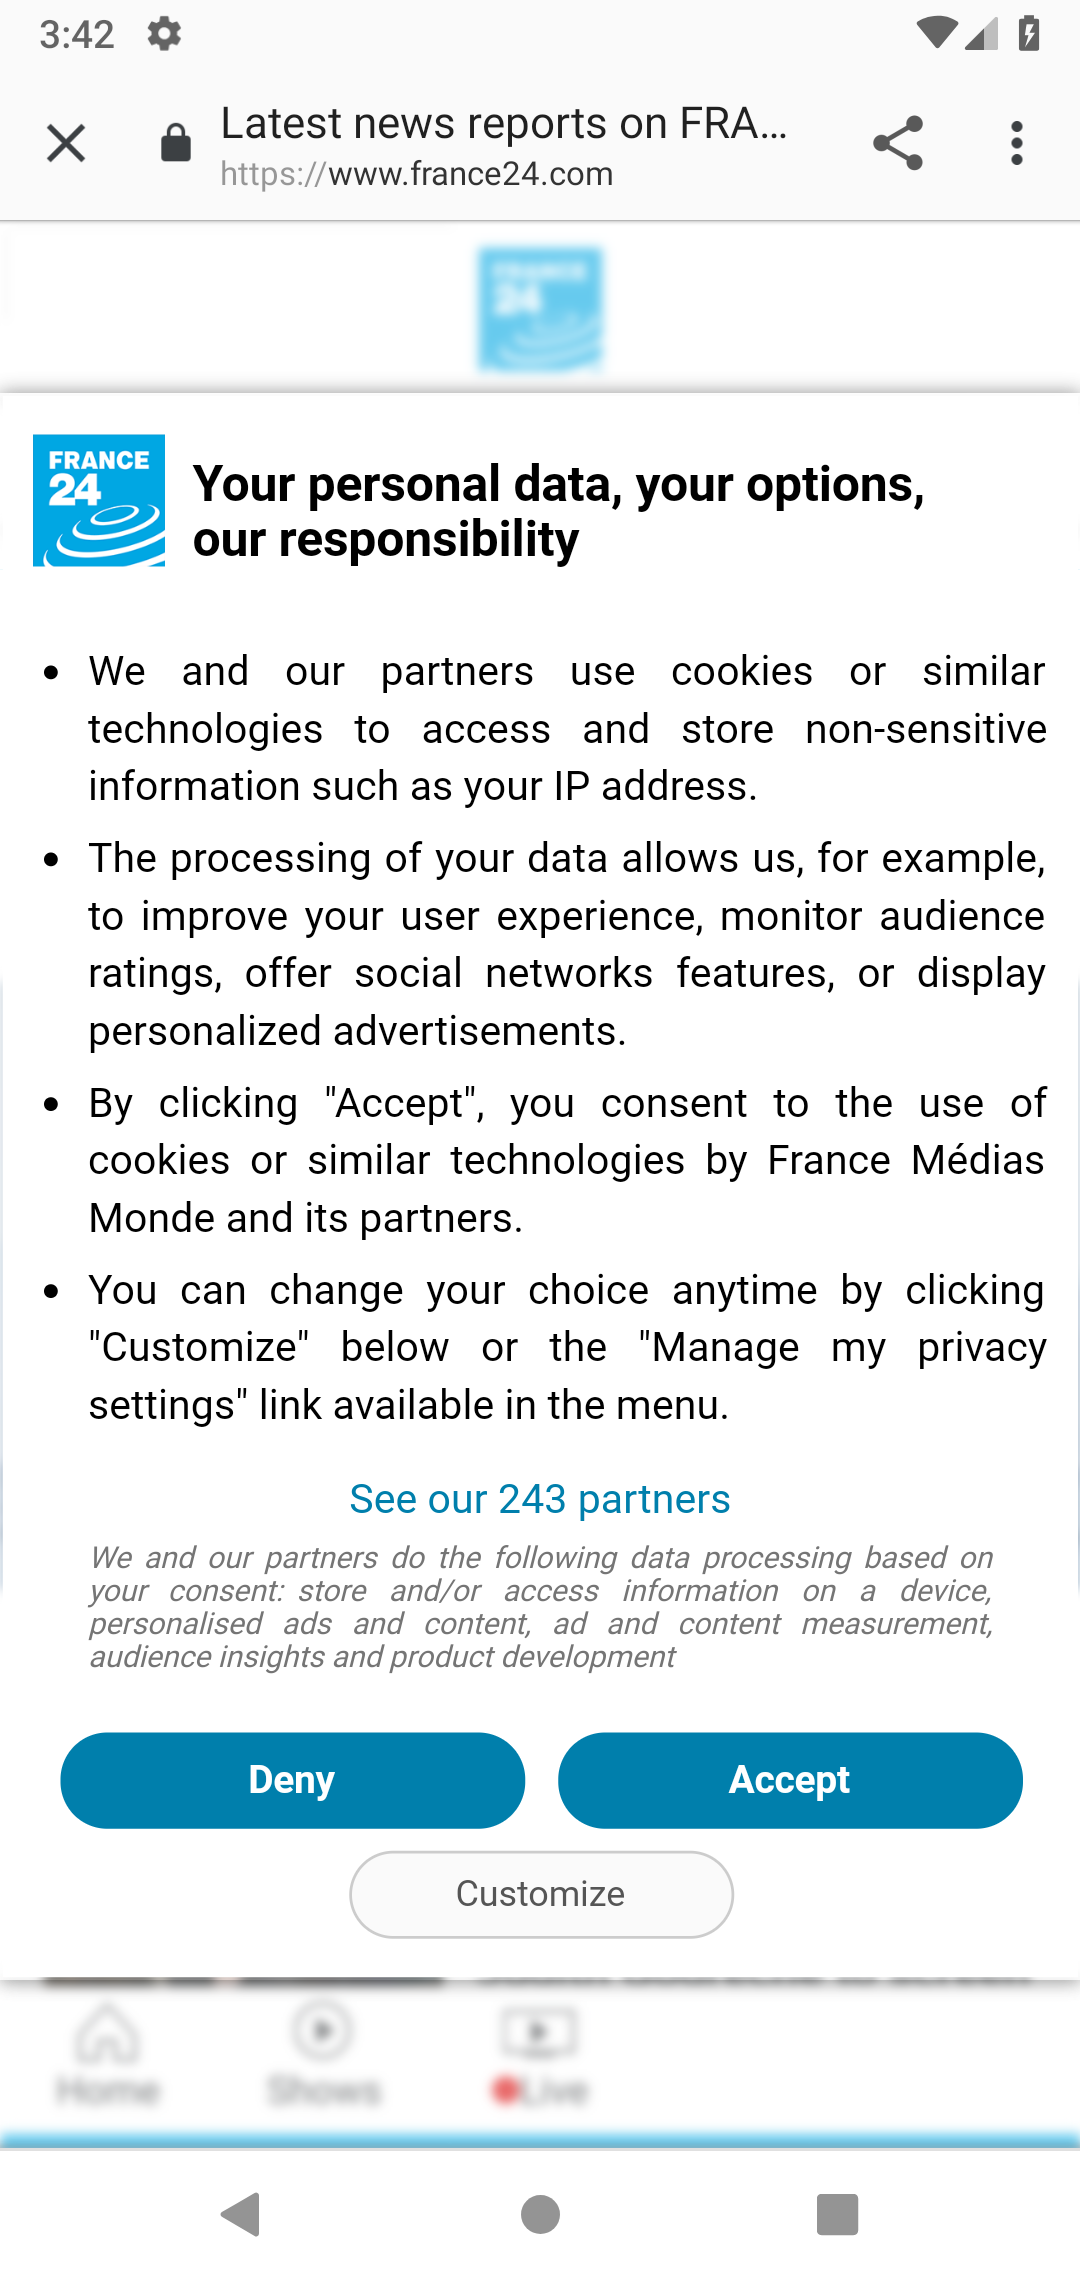 3:42
Latest news reports on FRA...
https://www.france24.com
FRANCE
24
FRANCE
24
Your personal data, your options,
our responsibility
• We and our partners use cookies or similar
technologies to access and store non-sensitive
information such as your IP address.
• The processing of your data allows us, for example,
to improve your user experience, monitor audience
ratings, offer social networks features, or display
personalized advertisements.
• By clicking "Accept", you consent to the use of
cookies or similar technologies by France Médias
Monde and its partners.
• You can change your choice anytime by clicking
"Customize" below or the "Manage my privacy
settings" link available in the menu.
See our 243 partners
We and our partners do the following data processing based on
your consent: store and/or access information on a device,
personalised ads and content, ad and content measurement,
audience insights and product development
Deny
Accept
Customize
Home
Shows
Live